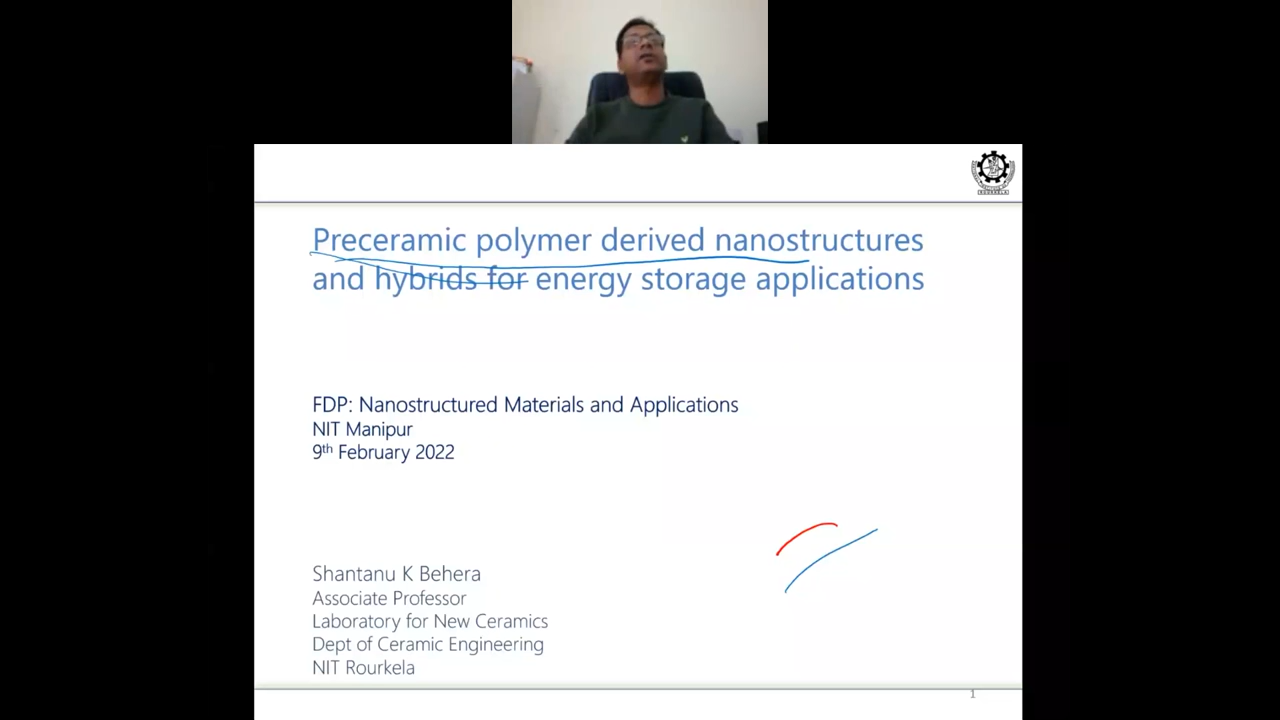 Preceramic polymer derived nanostructures
and hybrids for energy storage applications
FDP: Nanostructured Materials and Applications
NIT Manipur
9th February 2022
Shantanu K Behera
Associate Professor
Laboratory for New Ceramics
Dept of Ceramic Engineering
NIT Rourkela
1